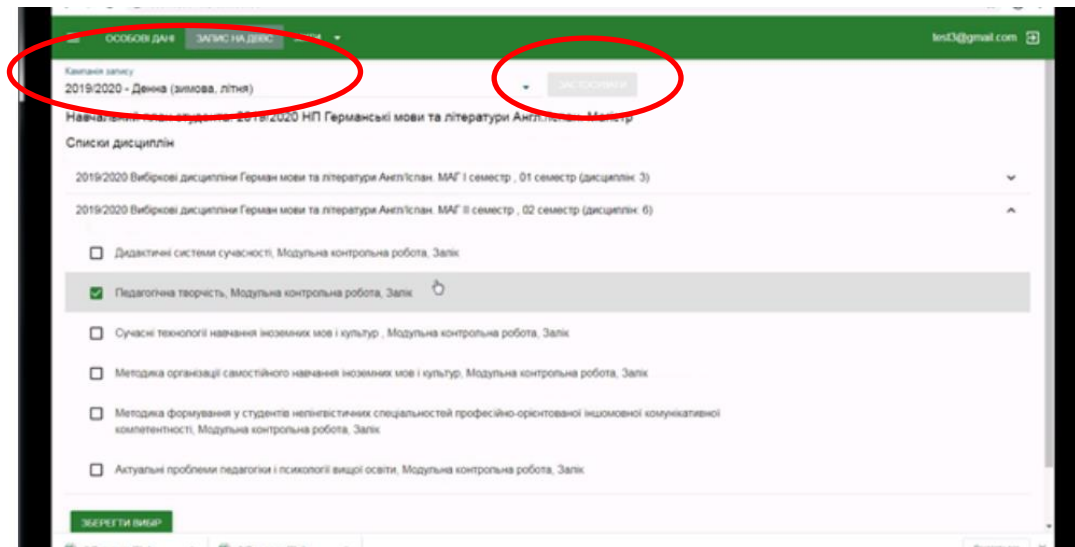 ОСОБОВІ ДАНІ ЗАПИС НА ДВВС
test3@gmail.com
Кампанія запису
2019/2020 - Денна (зимова, літня)
ЗАСТОСУВАТИ
Навчальний план студента: 2019/2020 НП Германські мови та літератури Магістр
Списки дисциплін
2019/2020 Вибіркові дисципліни Герман мови та літератури Англ/Іспан. МАГ І семестр , 01 семестр (дисциплін: 3)
2019/2020 Вибіркові дисципліни Герман мови та літератури Англ/Іспан. МАГ ІІ семестр , 02 семестр (дисциплін: 6)
Дидактичні системи сучасності, Модульна контрольна робота, Залік
Педагогічна творчість, Модульна контрольна робота, Залік
Сучасні технології навчання іноземних мов і культур , Модульна контрольна робота, Залік
Методика організації самостійного навчання іноземних мов і культур, Модульна контрольна робота, Залік
Методика формування у студентів нелінгвістичних спеціальностей професійно-орієнтованої іншомовної комунікативної
компетентності, Модульна контрольна робота, Залік
Актуальні проблеми педагогіки і психології вищої освіти, Модульна контрольна робота, Залік
ЗБЕРЕГТИ ВИБІР